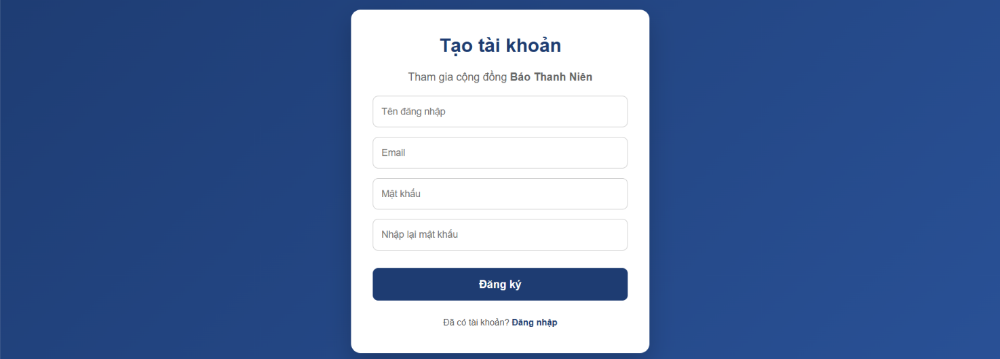 Tạo tài khoản
Tham gia cộng đồng Báo Thanh Niên
Tên đăng nhập
Email
Mật khẩu
Nhập lại mật khẩu
Đăng ký
Đã có tài khoản? Đăng nhập